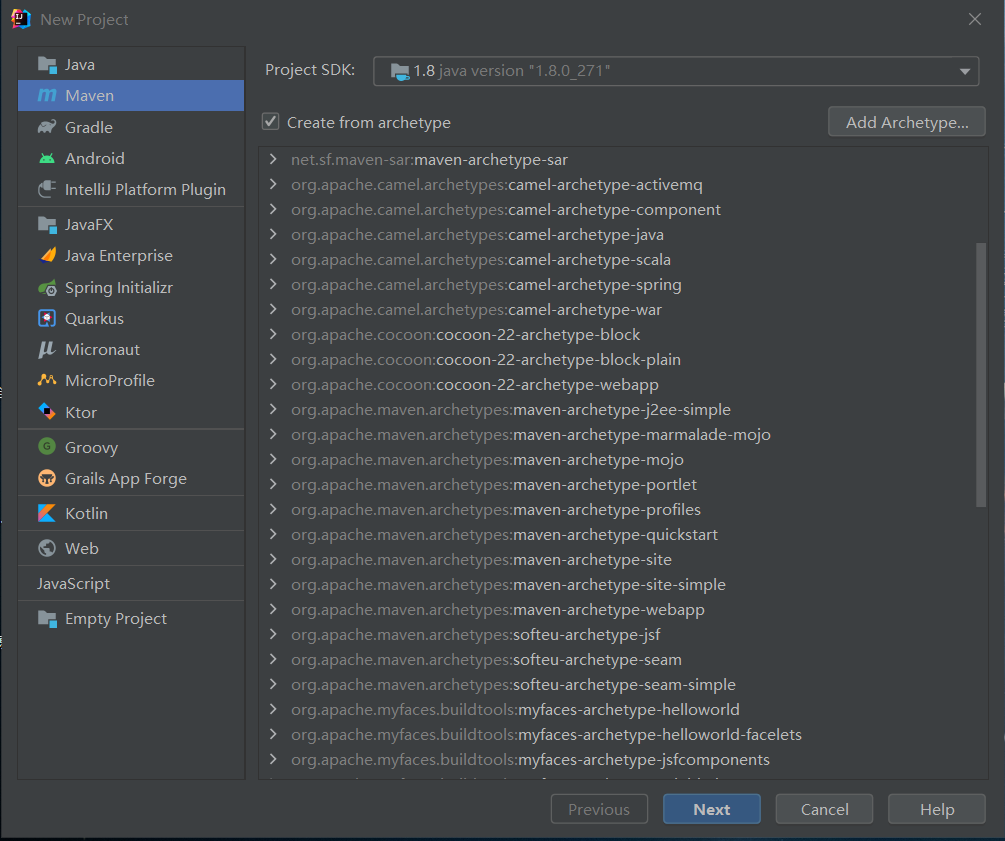 New Project
Java
Maven
Gradle
Android
IntelliJ Platform Plugin
JavaFX
Java Enterprise
Spring Initializr
Quarkus
Micronaut
MicroProfile
Ktor
Groovy
Grails App Forge
Kotlin
Web
JavaScript
Empty Project
Project SDK: 1.8 java version "1.8.0_271"
Create from archetype Add Archetype...
net.sf.maven-sar:maven-archetype-sar
org.apache.camel.archetypes:camel-archetype-activemq
org.apache.camel.archetypes:camel-archetype-component
org.apache.camel.archetypes:camel-archetype-java
org.apache.camel.archetypes:camel-archetype-scala
org.apache.camel.archetypes:camel-archetype-spring
org.apache.camel.archetypes:camel-archetype-war
org.apache.cocoon:cocoon-22-archetype-block
org.apache.cocoon:cocoon-22-archetype-block-plain
org.apache.cocoon:cocoon-22-archetype-webapp
org.apache.maven.archetypes:maven-archetype-j2ee-simple
org.apache.maven.archetypes:maven-archetype-marmalade-mojo
org.apache.maven.archetypes:maven-archetype-mojo
org.apache.maven.archetypes:maven-archetype-portlet
org.apache.maven.archetypes:maven-archetype-profiles
org.apache.maven.archetypes:maven-archetype-quickstart
org.apache.maven.archetypes:maven-archetype-site
org.apache.maven.archetypes:maven-archetype-site-simple
org.apache.maven.archetypes:maven-archetype-webapp
org.apache.maven.archetypes:softeu-archetype-jsf
org.apache.maven.archetypes:softeu-archetype-seam
org.apache.maven.archetypes:softeu-archetype-seam-simple
org.apache.myfaces.buildtools:myfaces-archetype-helloworld
org.apache.myfaces.buildtools:myfaces-archetype-helloworld-facelets
org.apache.myfaces.buildtools:myfaces-archetype-jsfcomponents
Previous Next Cancel Help